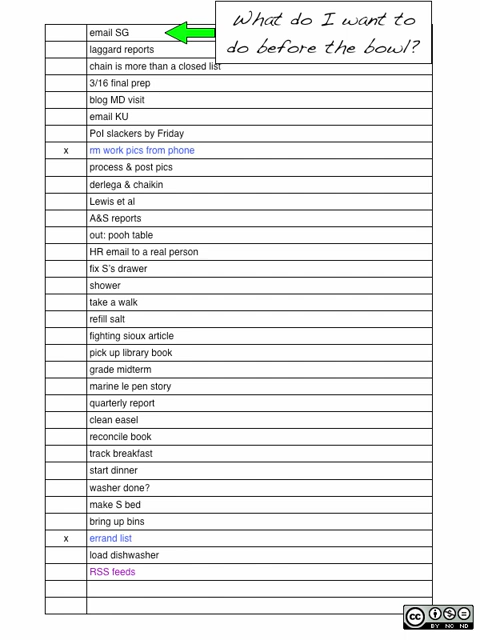 What do I want to
do before the bowl?
email SG
laggard reports
chain is more than a closed list
3/16 final prep
blog MD visit
email KU
PoI slackers by Friday
x rm work pics from phone
process & post pics
derlega & chaikin
Lewis et al
A&S reports
out: pooh table
HR email to a real person
fix S's drawer
shower
take a walk
refill salt
fighting sioux article
pick up library book
grade midterm
marine le pen story
quarterly report
clean easel
reconcile book
track breakfast
start dinner
washer done?
make S bed
bring up bins
x errand list
load dishwasher
RSS feeds
cc
BY NC ND